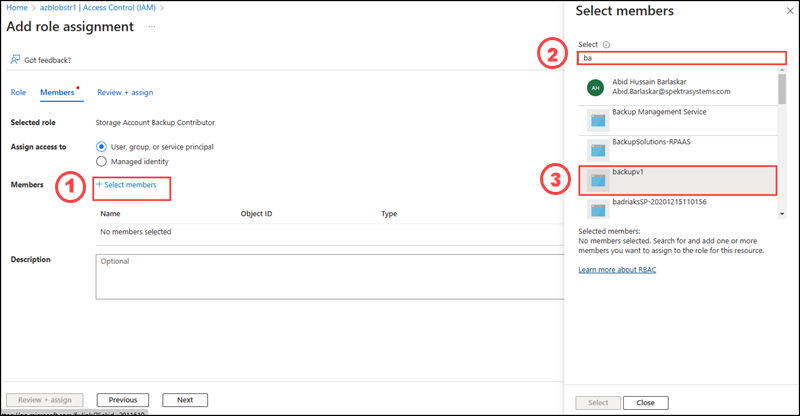 Home > azblobstr1 | Access Control (IAM) >
Add role assignment ...
Got feedback?
Role Members Review + assign
Selected role Storage Account Backup Contributor
Assign access to User, group, or service principal
Managed identity
Members + Select members
1
Name Object ID Type
No members selected
Description Optional
Review + assign Previous Next
Select members
Select
2
ba
AH
Abid Hussain Barlaskar
Abid.Barlaskar@spektrasystems.com
Backup Management Service
BackupSolutions-RPAAS
3
backupv1
badriaksSP-20201215110156
Selected members:
No members selected. Search for and add one or more
members you want to assign to the role for this resource.
Learn more about RBAC
Select Close